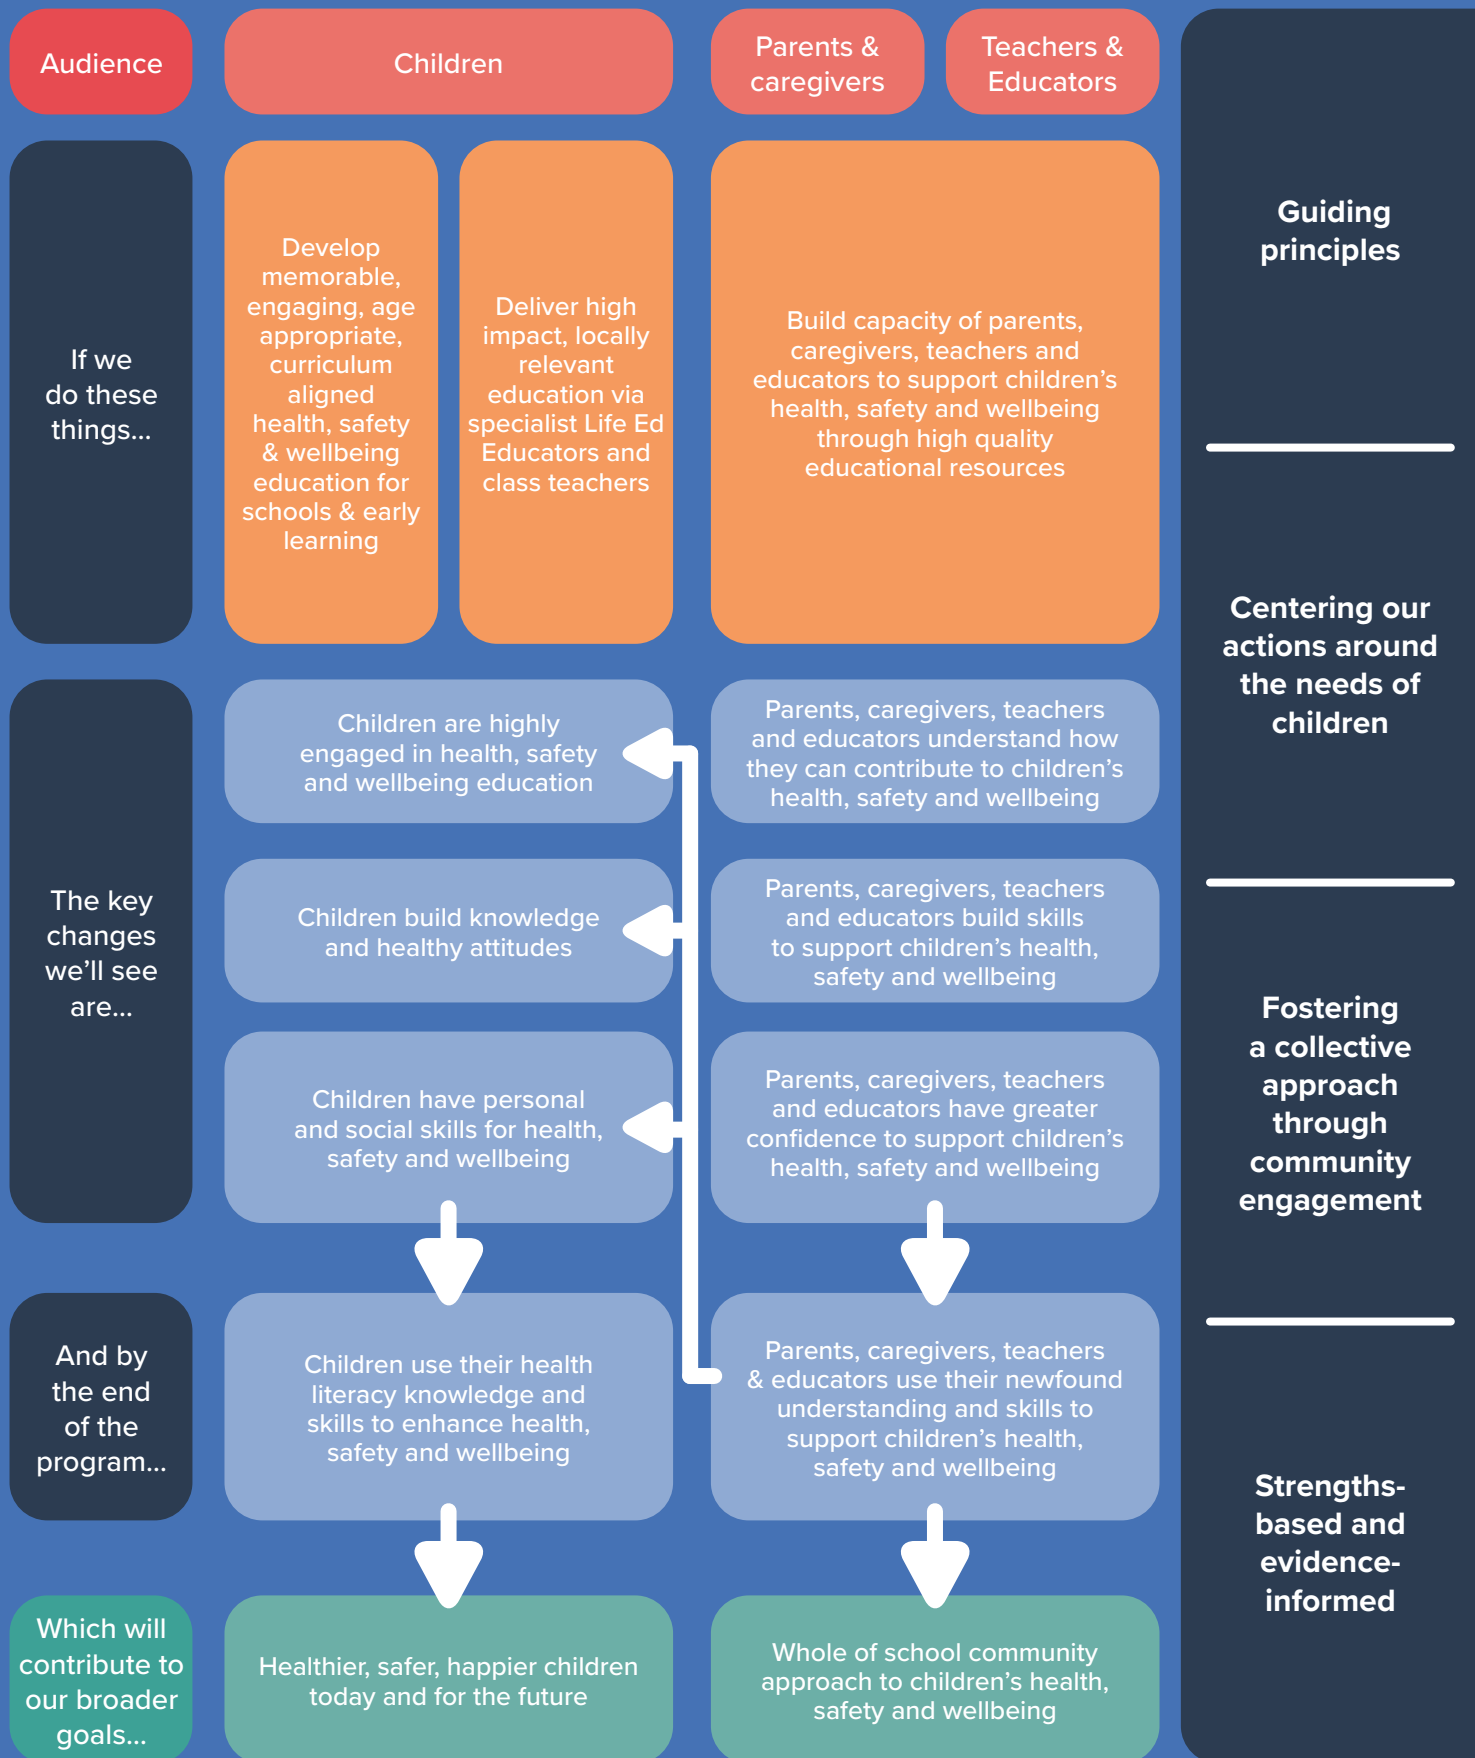 Audience
Children
Parents &
caregivers
Teachers &
Educators
If we
do these
things...
Develop
memorable,
engaging, age
appropriate,
curriculum
aligned
health, safety
& wellbeing
education for
schools & early
learning
Deliver high
impact, locally
relevant
education via
specialist Life Ed
Educators and
class teachers
Build capacity of parents,
caregivers, teachers and
educators to support children’s
health, safety and wellbeing
through high quality
educational resources
The key
changes
we’ll see
are...
Children are highly
engaged in health, safety
and wellbeing education
Parents, caregivers, teachers
and educators understand how
they can contribute to children’s
health, safety and wellbeing
Children build knowledge
and healthy attitudes
Parents, caregivers, teachers
and educators build skills
to support children’s health,
safety and wellbeing
Children have personal
and social skills for health,
safety and wellbeing
Parents, caregivers, teachers
and educators have greater
confidence to support children’s
health, safety and wellbeing
And by
the end
of the
program...
Children use their health
literacy knowledge and
skills to enhance health,
safety and wellbeing
Parents, caregivers, teachers
& educators use their newfound
understanding and skills to
support children’s health,
safety and wellbeing
Which will
contribute to
our broader
goals...
Healthier, safer, happier children
today and for the future
Whole of school community
approach to children’s health,
safety and wellbeing
Guiding
principles
Centering our
actions around
the needs of
children
Fostering
a collective
approach
through
community
engagement
Strengths-
based and
evidence-
informed